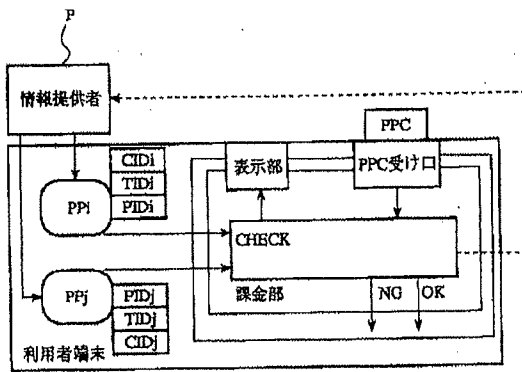 P
情報提供者
PPC
CIDi
TIDj
PIDi
表示部
PPC受け口
PPi
CHECK
PPj
PIDj
TIDj
CIDj
課金部
NG
OK
利用者端末